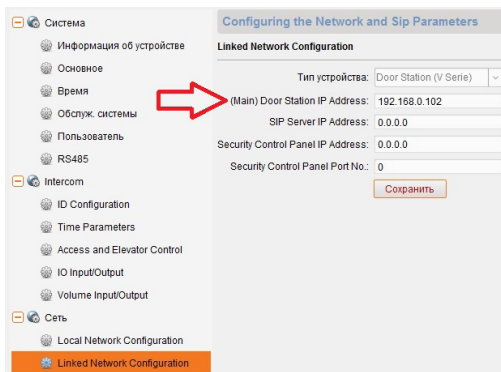 Система
Информация об устройстве
Основное
Время
Обслуж. системы
Пользователь
RS485
Intercom
ID Configuration
Time Parameters
Access and Elevator Control
IO Input/Output
Volume Input/Output
Сеть
Local Network Configuration
Linked Network Configuration
Configuring the Network and Sip Parameters
Linked Network Configuration
Тип устройства: Door Station (V Serie)
(Main) Door Station IP Address: 192.168.0.102
SIP Server IP Address: 0.0.0.0
Security Control Panel IP Address: 0.0.0.0
Security Control Panel Port No.: 0
Сохранить